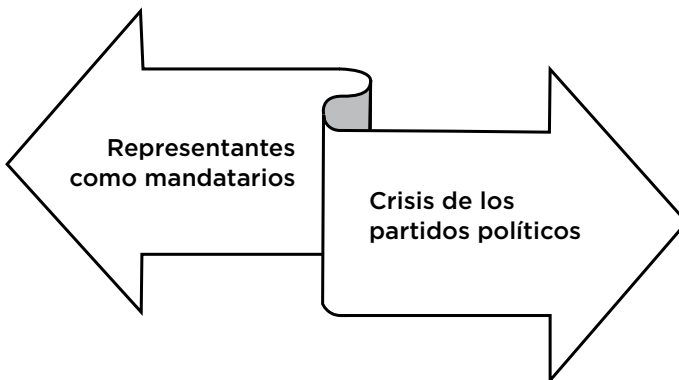 Representantes
como mandatarios
Crisis de los
partidos políticos